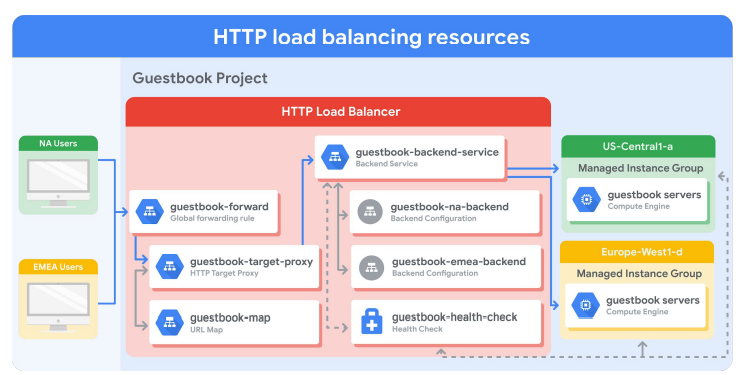 HTTP load balancing resources
Guestbook Project
HTTP Load Balancer
NA Users
EMEA Users
guestbook-forward
Global forwarding rule
guestbook-target-proxy
HTTP Target Proxy
guestbook-map
URL Map
guestbook-backend-service
Backend Service
guestbook-na-backend
Backend Configuration
guestbook-emea-backend
Backend Configuration
guestbook-health-check
Health Check
US-Central1-a
Managed Instance Group
guestbook servers
Compute Engine
Europe-West1-d
Managed Instance Group
guestbook servers
Compute Engine